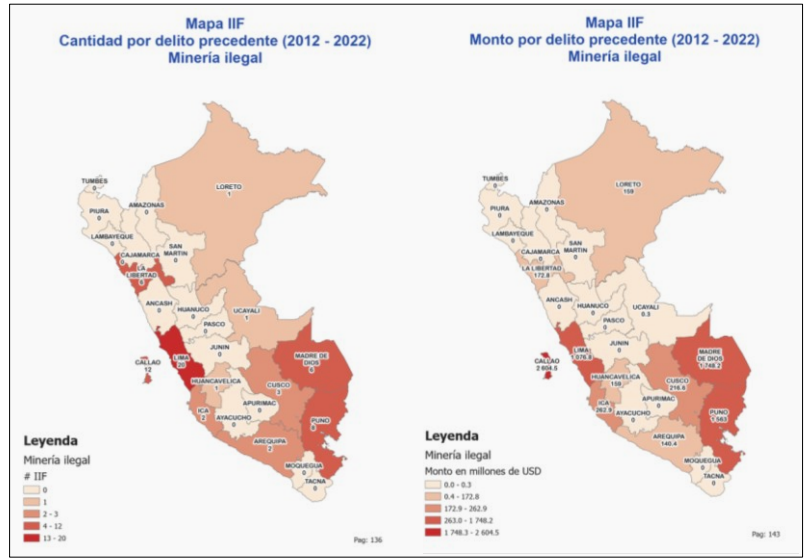 Mapa IIF
Cantidad por delito precedente (2012 - 2022)
Minería ilegal
TUMBES
0
LORETO
1
AMAZONAS
0
PIURA
0
LAMBAYEQUE
0
CAJAMARCA
0
SAN
MARTIN
0
LA
LIBERTAD
ANCASH
0
HUANUCO
0
UCAYALI
1
PASCO
0
JUNIN
0
LIMA
20
CALLAO
12
MADRE DE
DIOS
HUANCAVELICA
1
CUSCO
3
APURIMAC
0
ICA
2
AYACUCHO
0
PUNO
AREQUIPA
2
MOQUEGUA
0
TACNA
0
Leyenda
Minería ilegal
# IIF
0
1
2 - 3
4 - 12
13 - 20
Pag: 136
Mapa IIF
Monto por delito precedente (2012 - 2022)
Minería ilegal
TUMBES
0
LORETO
159
AMAZONAS
0
PIURA
0
LAMBAYEQUE
0
CAJAMARCA
0
SAN
MARTIN
0
LA LIBERTAD
172.8
ANCASH
0
HUANUCO
0
UCAYALI
0.3
PASCO
0
JUNIN
0
LIMA
1 076.8
CALLAO
2 604.5
MADRE
DE DIOS
1 748.2
HUANCAVELICA
159
CUSCO
216.6
APURIMAC
0
ICA
262.9
AYACUCHO
0
PUNO
1 563
AREQUIPA
140.4
MOQUEGUA
0
TACNA
0
Leyenda
Minería ilegal
Monto en millones de USD
0.0 - 0.3
0.4 - 172.8
172.9 - 262.9
263.0 - 1 748.2
1 748.3 - 2 604.5
Pag: 143